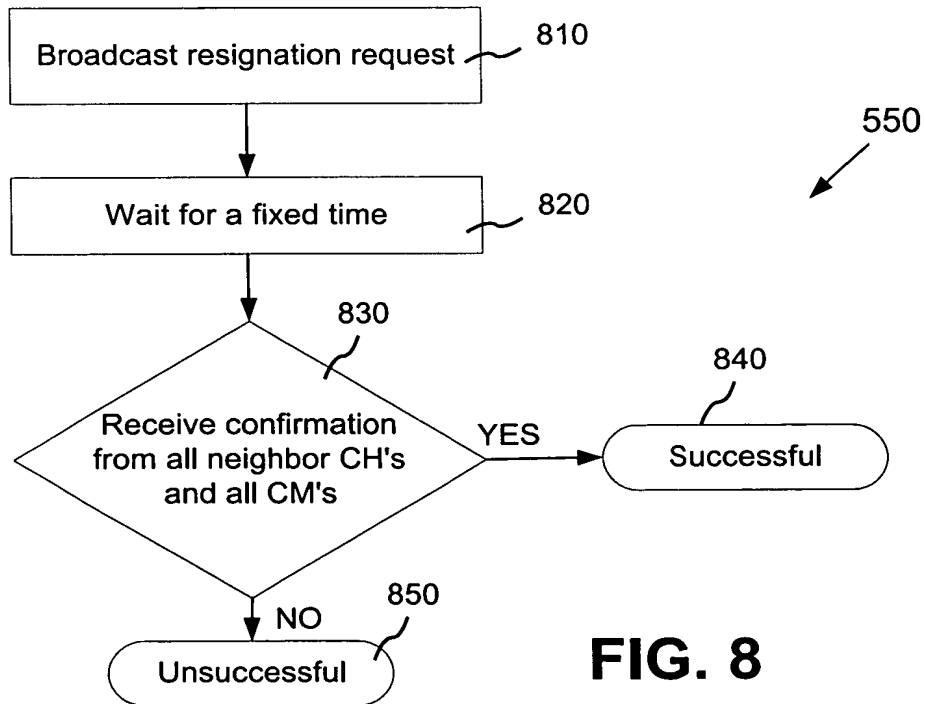 Broadcast resignation request
810
550
Wait for a fixed time
820
830
Receive confirmation
from all neighbor CH's
and all CM's
YES
840
Successful
NO
850
Unsuccessful
FIG. 8